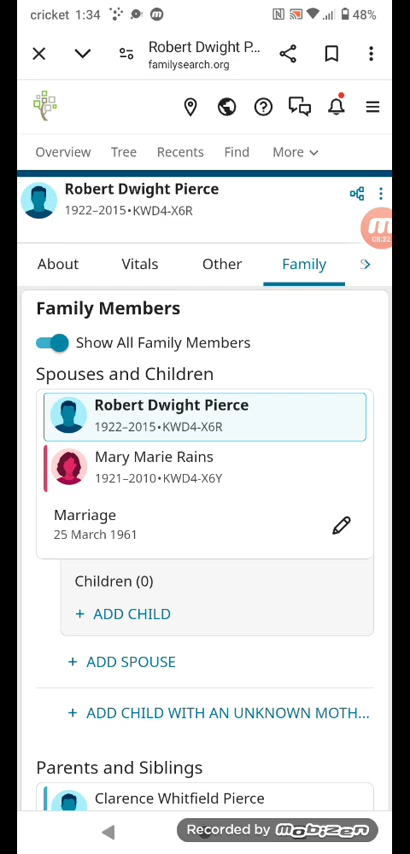 cricket 1:34 48%
Robert Dwight P...
familysearch.org
Overview Tree Recents Find More
Robert Dwight Pierce
1922–2015•KWD4-X6R
03:32
About Vitals Other Family S
Family Members
Show All Family Members
Spouses and Children
Robert Dwight Pierce
1922–2015•KWD4-X6R
Mary Marie Rains
1921–2010•KWD4-X6Y
Marriage
25 March 1961
Children (0)
+ ADD CHILD
+ ADD SPOUSE
+ ADD CHILD WITH AN UNKNOWN MOTH...
Parents and Siblings
Clarence Whitfield Pierce
Recorded by mobizen